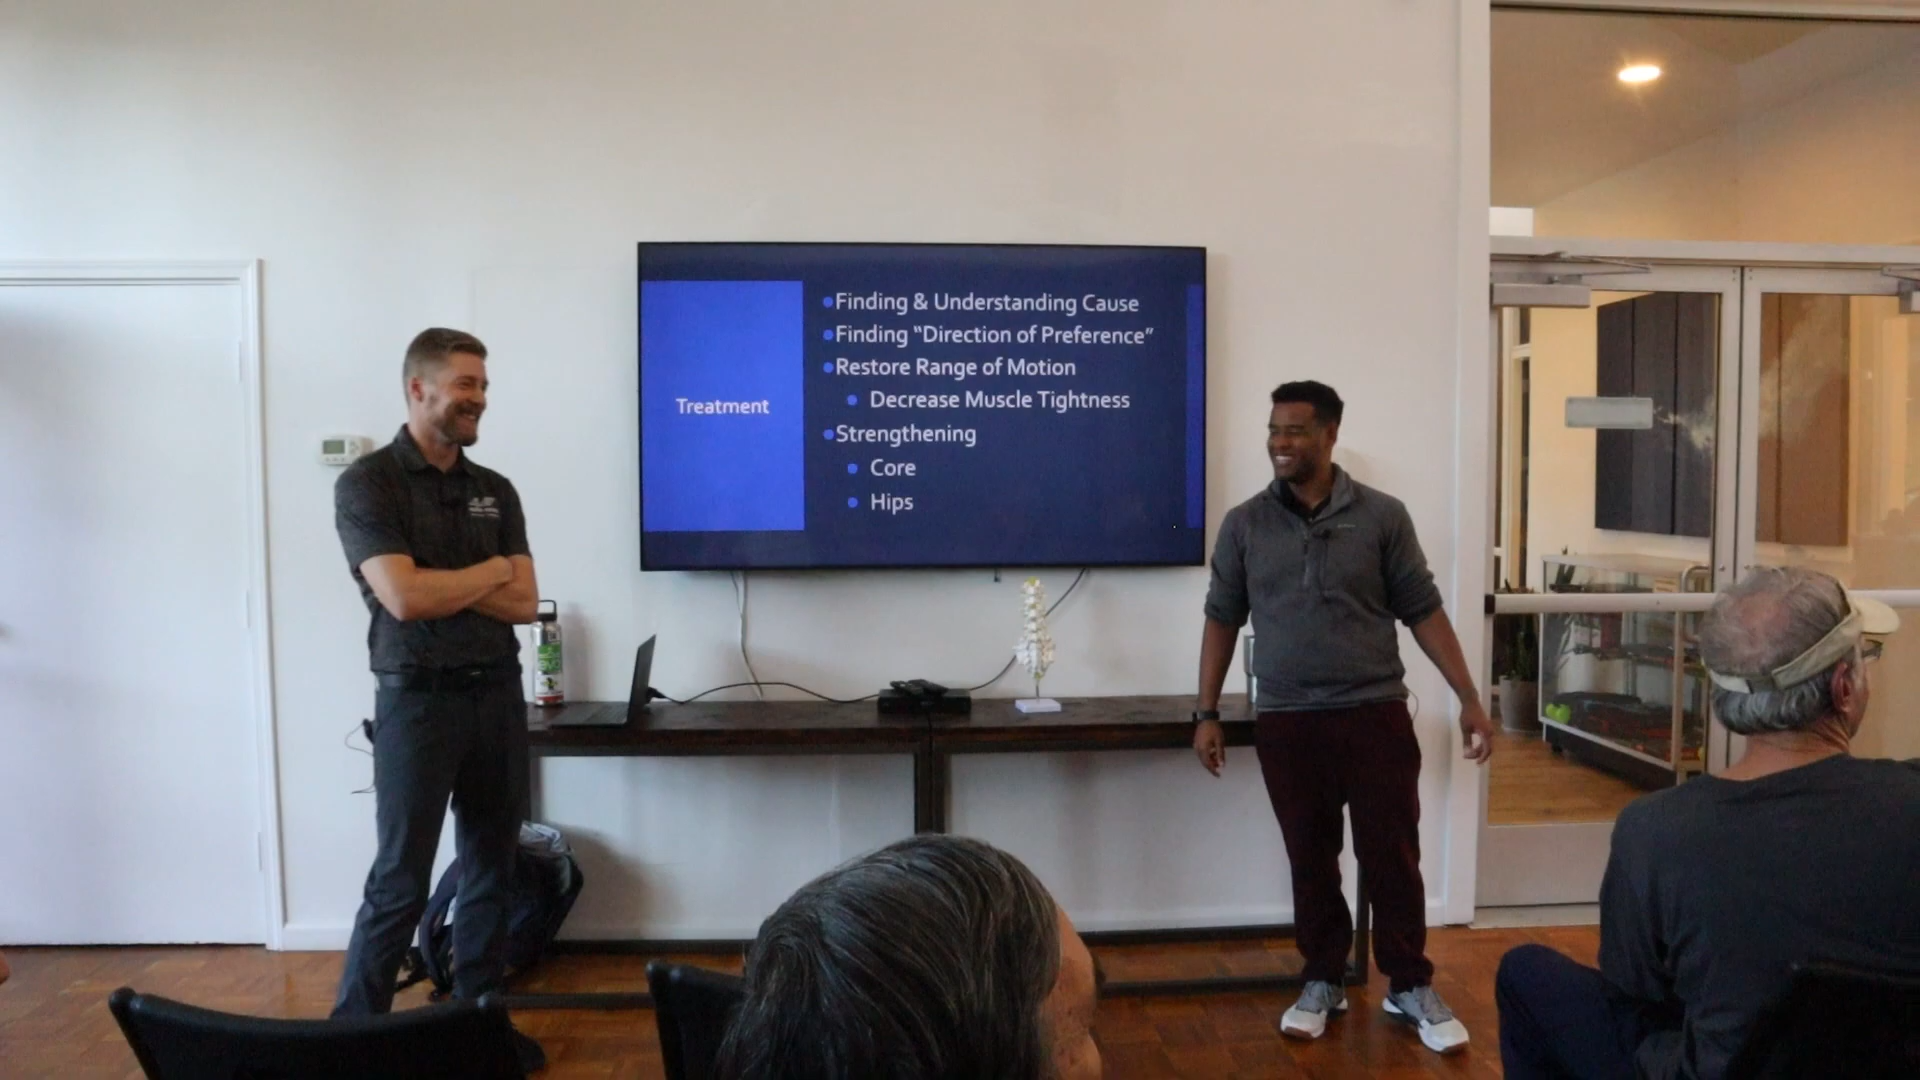 Treatment
Finding & Understanding Cause
Finding “Direction of Preference”
Restore Range of Motion
Decrease Muscle Tightness
Strengthening
Core
Hips